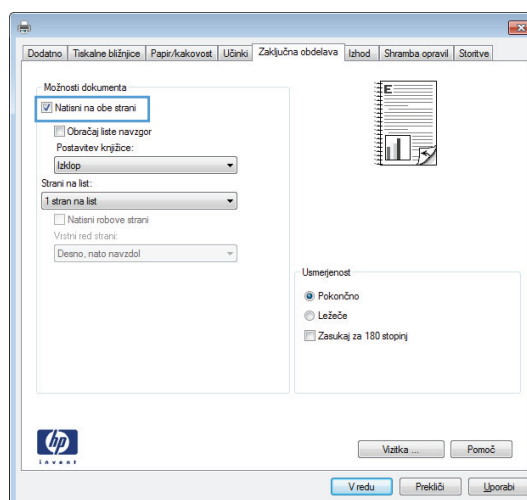 Dodatno Tiskalne bližnjice Papir/kakovost Učinki Zaključna obdelava Izhod Shramba opravil Storitve
Možnosti dokumenta
Natisni na obe strani
Obračaj liste navzgor
Postavitev knjižice:
Izklop
Strani na list:
1 stran na list
Natisni robove strani
Vrstni red strani:
Desno, nato navzdol
E
Usmerjenost
Pokončno
Ležeče
Zasukaj za 180 stopinj
hp
invent
Vizitka ... Pomoč
V redu Prekliči Uporabi